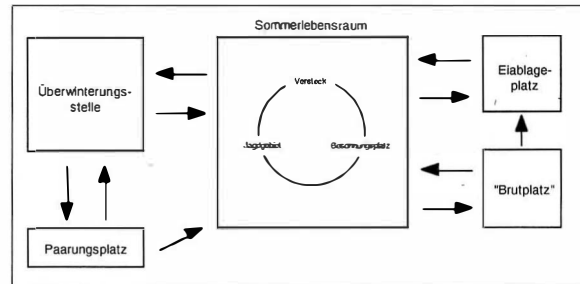 Sommerlebensraum
Überwinterungs-
stelle
Versteck
Jagdgebiet
Besonnungsplatz
Eiablage-
platz
"Brutplatz"
Paarungsplatz